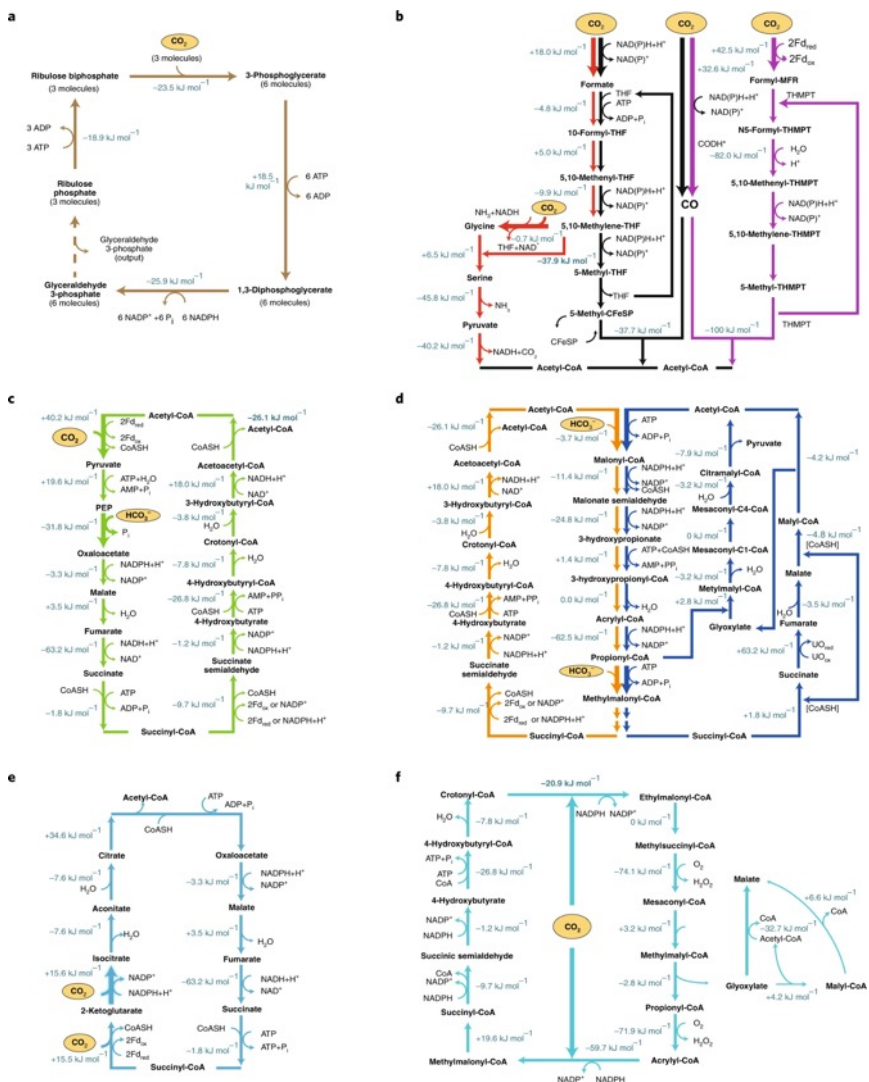 a
CO2
(3 molecules)
Ribulose biphosphate
(3 molecules)
−23.5 kJ mol−1
3-Phosphoglycerate
(6 molecules)
3 ADP
3 ATP
−18.9 kJ mol−1
+18.5
kJ mol−1
6 ATP
6 ADP
Ribulose
phosphate
(3 molecules)
Glyceraldehyde
3-phosphate
(output)
Glyceraldehyde
3-phosphate
(6 molecules)
−25.9 kJ mol−1
1,3-Diphosphoglycerate
(6 molecules)
6 NADP+ +6 Pi
6 NADPH
b
CO2
CO2
CO2
+18.0 kJ mol−1
NAD(P)H+H+
NAD(P)+
+42.5 kJ mol−1
+32.6 kJ mol−1
2Fdred
2Fdox
Formate
Formyl-MFR
−4.8 kJ mol−1
THF
ATP
ADP+Pi
NAD(P)H+H+
NAD(P)+
THMPT
10-Formyl-THF
N5-Formyl-THMPT
+5.0 kJ mol−1
CODH+
−82.0 kJ mol−1
H2O
H+
5,10-Methenyl-THF
5,10-Methenyl-THMPT
−9.9 kJ mol−1
NAD(P)H+H+
NAD(P)+
CO
NAD(P)H+H+
NAD(P)+
NH3+NADH
CO2
Glycine
−0.7 kJ mol−1
5,10-Methylene-THF
5,10-Methylene-THMPT
THF+NAD+
+6.5 kJ mol−1
−37.9 kJ mol−1
NAD(P)H+H+
NAD(P)+
Serine
5-Methyl-THF
5-Methyl-THMPT
−45.8 kJ mol−1
NH3
THF
5-Methyl-CFeSP
Pyruvate
CFeSP
−37.7 kJ mol−1
−100 kJ mol−1
THMPT
−40.2 kJ mol−1
NADH+CO2
Acetyl-CoA
Acetyl-CoA
c
+40.2 kJ mol−1
Acetyl-CoA
−26.1 kJ mol−1
CO2
2Fdred
2Fdox
CoASH
CoASH
Acetyl-CoA
Pyruvate
Acetoacetyl-CoA
+19.6 kJ mol−1
ATP+H2O
AMP+Pi
+18.0 kJ mol−1
NADH+H+
NAD+
PEP
3-Hydroxybutyryl-CoA
−31.8 kJ mol−1
HCO3−
Pi
−3.8 kJ mol−1
H2O
Oxaloacetate
Crotonyl-CoA
−3.3 kJ mol−1
NADPH+H+
NADP+
−7.8 kJ mol−1
H2O
Malate
4-Hydroxybutyryl-CoA
+3.5 kJ mol−1
H2O
−26.8 kJ mol−1
CoASH
AMP+PPi
ATP
Fumarate
4-Hydroxybutyrate
−63.2 kJ mol−1
NADH+H+
NAD+
−1.2 kJ mol−1
NADP+
NADPH+H+
Succinate
Succinate
semialdehyde
CoASH
ATP
ADP+Pi
−1.8 kJ mol−1
−9.7 kJ mol−1
CoASH
2Fdox or NADP+
2Fdred or NADPH+H+
Succinyl-CoA
d
Acetyl-CoA
Acetyl-CoA
−26.1 kJ mol−1
CoASH
Acetyl-CoA
HCO3−
−3.7 kJ mol−1
ATP
ADP+Pi
−7.9 kJ mol−1
Pyruvate
−4.2 kJ mol−1
Acetoacetyl-CoA
Malonyl-CoA
Citramalyl-CoA
+18.0 kJ mol−1
NADH+H+
NAD+
−11.4 kJ mol−1
NADPH+H+
NADP+
CoASH
−3.2 kJ mol−1
H2O
3-Hydroxybutyryl-CoA
Malonate semialdehyde
Mesaconyl-C4-CoA
−3.8 kJ mol−1
H2O
−24.8 kJ mol−1
NADPH+H+
NADP+
0 kJ mol−1
Malyl-CoA
Crotonyl-CoA
3-hydroxypropionate
Mesaconyl-C1-CoA
−4.8 kJ mol−1
[CoASH]
−7.8 kJ mol−1
H2O
+1.4 kJ mol−1
ATP+CoASH
AMP+PPi
−3.2 kJ mol−1
H2O
Malate
4-Hydroxybutyryl-CoA
3-hydroxypropionyl-CoA
Metylmalyl-CoA
−26.8 kJ mol−1
CoASH
AMP+PPi
ATP
0.0 kJ mol−1
H2O
+2.8 kJ mol−1
H2O
−3.5 kJ mol−1
4-Hydroxybutyrate
Acrylyl-CoA
Glyoxylate
Fumarate
−1.2 kJ mol−1
NADP+
NADPH+H+
−62.5 kJ mol−1
NADPH+H+
NADP+
+63.2 kJ mol−1
UOred
UOox
Succinate
semialdehyde
Propionyl-CoA
HCO3−
ATP
ADP+Pi
Succinate
−9.7 kJ mol−1
CoASH
2Fdox or NADP+
2Fdred or NADPH+H+
Methylmalonyl-CoA
+1.8 kJ mol−1
[CoASH]
Succinyl-CoA
Succinyl-CoA
e
Acetyl-CoA
ATP
ADP+Pi
CoASH
+34.6 kJ mol−1
Citrate
Oxaloacetate
−7.6 kJ mol−1
H2O
−3.3 kJ mol−1
NADPH+H+
NADP+
Aconitate
Malate
−7.6 kJ mol−1
H2O
+3.5 kJ mol−1
H2O
Isocitrate
Fumarate
+15.6 kJ mol−1
CO2
NADP+
NADPH+H+
−63.2 kJ mol−1
NADH+H+
NAD+
2-Ketoglutarate
Succinate
CO2
+15.5 kJ mol−1
CoASH
2Fdox
2Fdred
CoASH
−1.8 kJ mol−1
ATP
ATP+Pi
Succinyl-CoA
f
−20.9 kJ mol−1
Crotonyl-CoA
Ethylmalonyl-CoA
NADPH
NADP+
H2O
−7.8 kJ mol−1
0 kJ mol−1
4-Hydroxybutyryl-CoA
Methylsuccinyl-CoA
ATP+Pi
ATP
CoA
−26.8 kJ mol−1
−74.1 kJ mol−1
O2
H2O2
4-Hydroxybutyrate
Mesaconyl-CoA
Malate
+6.6 kJ mol−1
NADP+
NADPH
−1.2 kJ mol−1
CO2
+3.2 kJ mol−1
CoA
−32.7 kJ mol−1
Acetyl-CoA
CoA
Succinic semialdehyde
Methylmalyl-CoA
CoA
NADP+
NADPH
−9.7 kJ mol−1
−2.8 kJ mol−1
Glyoxylate
+4.2 kJ mol−1
Malyl-CoA
Succinyl-CoA
Propionyl-CoA
+19.6 kJ mol−1
−71.9 kJ mol−1
O2
H2O2
Methylmalonyl-CoA
−59.7 kJ mol−1
Acrylyl-CoA
NADP+
NADPH